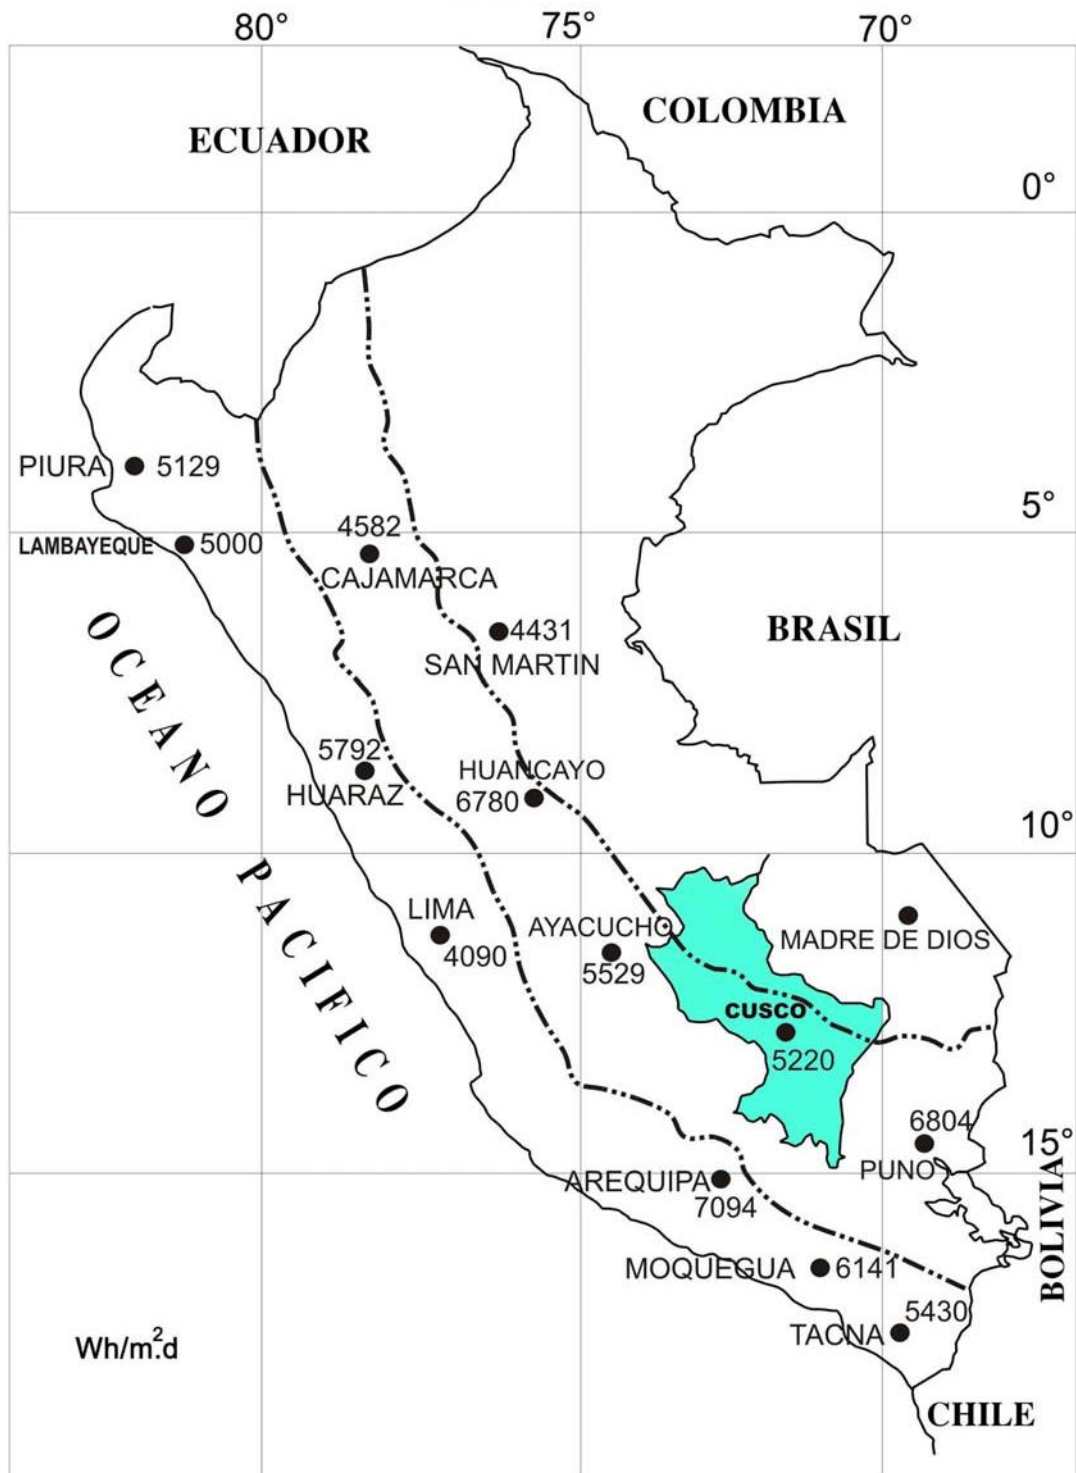 80° 75° 70°
COLOMBIA
ECUADOR
0°
PIURA 5129
5°
4582
LAMBAYEQUE 5000
CAJAMARCA
4431
BRASIL
SAN MARTIN
OCEANO PACIFICO
5792
HUANCAYO
HUARAZ
6780
10°
LIMA
AYACUCHO
MADRE DE DIOS
4090
5529
CUSCO
5220
6804
15°
PUNO
AREQUIPA
7094
BOLIVIA
MOQUEGUA 6141
5430
TACNA
Wh/m².d
CHILE